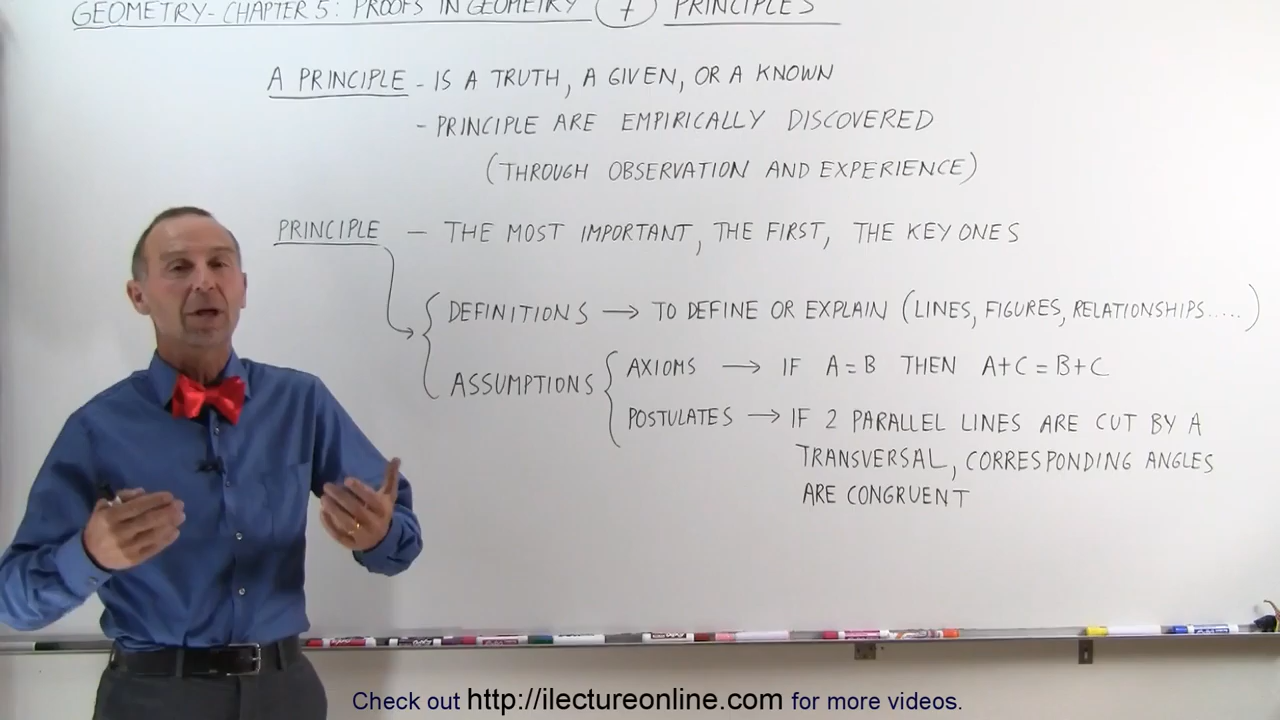 GEOMETRY - CHAPTER 5: PROOFS IN GEOMETRY 7 PRINCIPLES
A PRINCIPLE - IS A TRUTH, A GIVEN, OR A KNOWN
- PRINCIPLE ARE EMPIRICALLY DISCOVERED
(THROUGH OBSERVATION AND EXPERIENCE)
PRINCIPLE - THE MOST IMPORTANT, THE FIRST, THE KEY ONES
DEFINITIONS → TO DEFINE OR EXPLAIN (LINES, FIGURES, RELATIONSHIPS.....)
ASSUMPTIONS
AXIOMS → IF A=B THEN A+C=B+C
POSTULATES → IF 2 PARALLEL LINES ARE CUT BY A
TRANSVERSAL, CORRESPONDING ANGLES
ARE CONGRUENT
Check out http://ilectureonline.com for more videos.